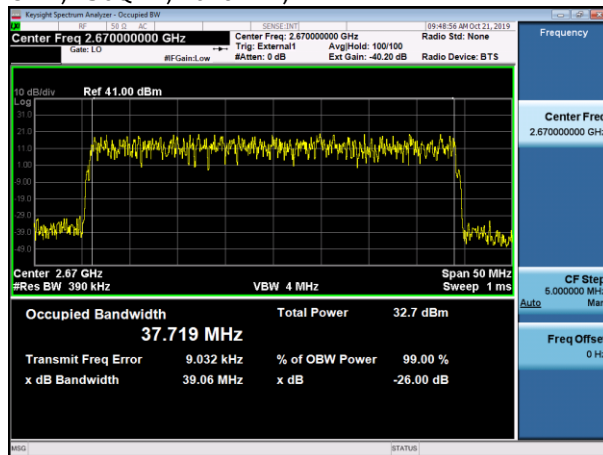 Keysight Spectrum Analyzer - Occupied BW
RF 50 Ω AC SENSE:INT 09:48:56 AM Oct 21, 2019
Center Freq 2.670000000 GHz Center Freq: 2.670000000 GHz Radio Std: None
Gate: LO Trig: External1 Avg|Hold: 100/100
#IFGain:Low #Atten: 0 dB Ext Gain: -40.20 dB Radio Device: BTS
Frequency
10 dB/div Ref 41.00 dBm
Log
31.0
21.0
11.0
1.00
-9.00
-19.0
-29.0
-39.0
-49.0
Center Freq
2.670000000 GHz
Center 2.67 GHz Span 50 MHz
#Res BW 390 kHz VBW 4 MHz Sweep 1 ms
CF Step
5.000000 MHz
Auto Man
Occupied Bandwidth Total Power 32.7 dBm
37.719 MHz
Transmit Freq Error 9.032 kHz % of OBW Power 99.00 %
x dB Bandwidth 39.06 MHz x dB -26.00 dB
Freq Offset
0 Hz
MSG STATUS